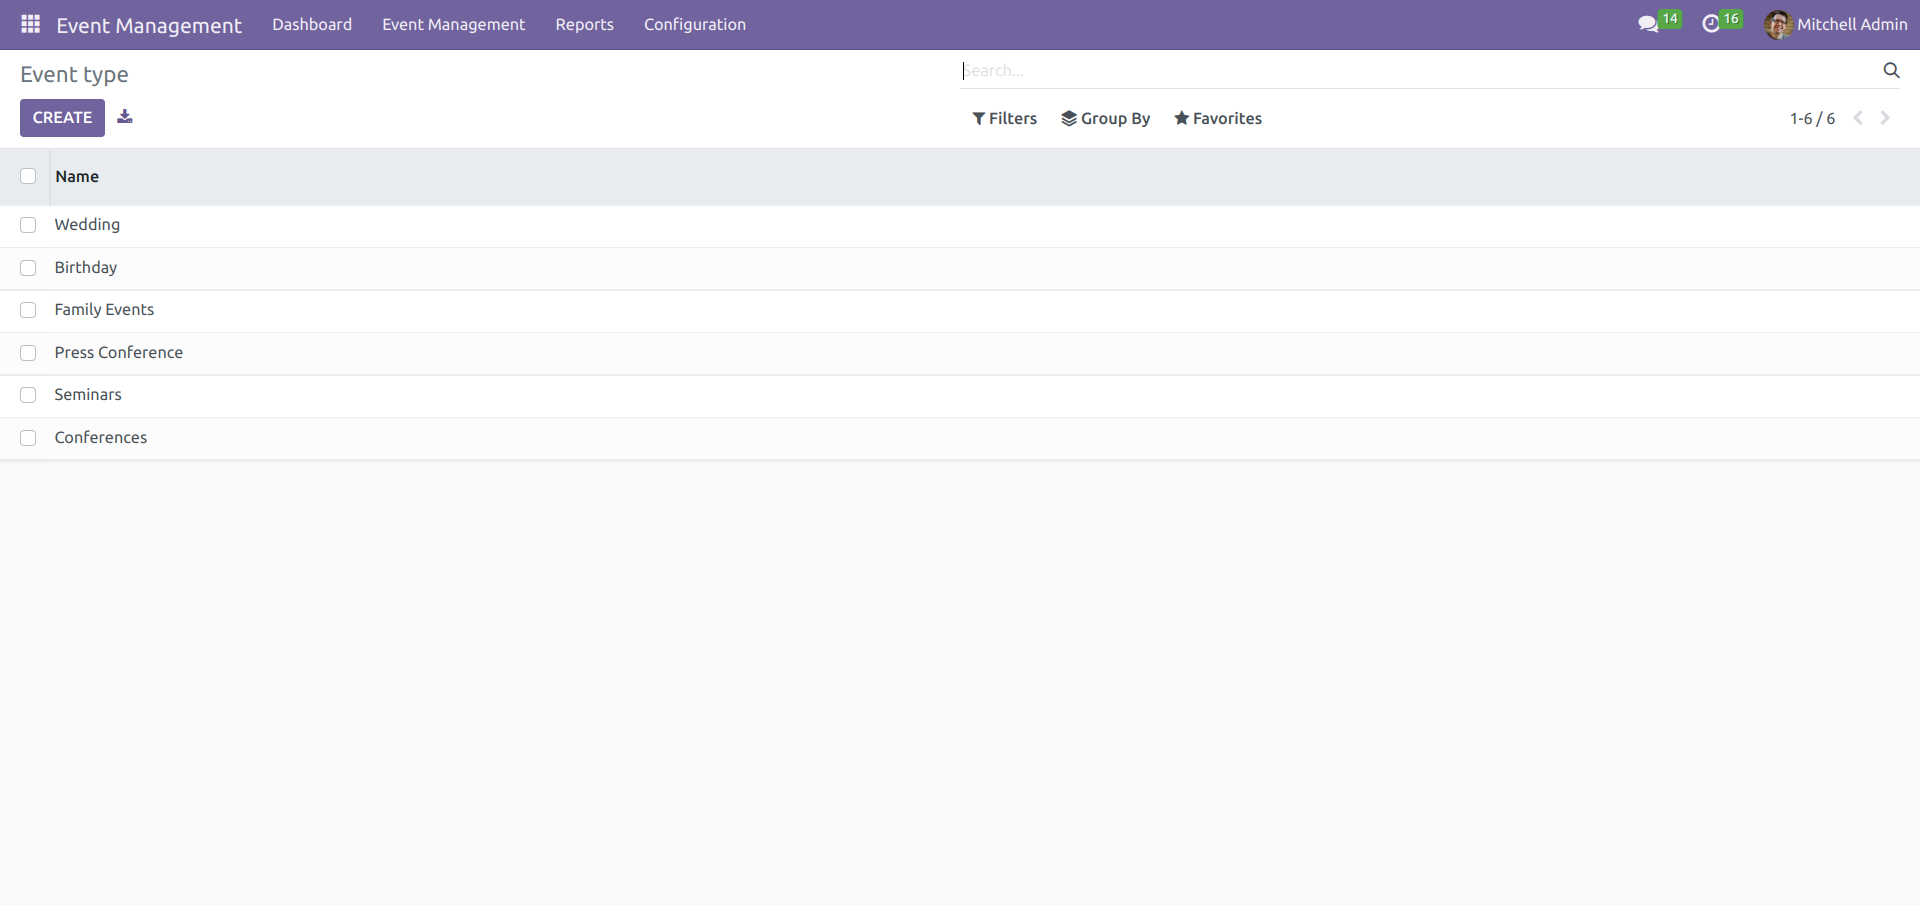 Event Management Dashboard Event Management Reports Configuration 14 16 Mitchell Admin
Event type Search...
CREATE Filters Group By Favorites 1-6 / 6
Name
Wedding
Birthday
Family Events
Press Conference
Seminars
Conferences